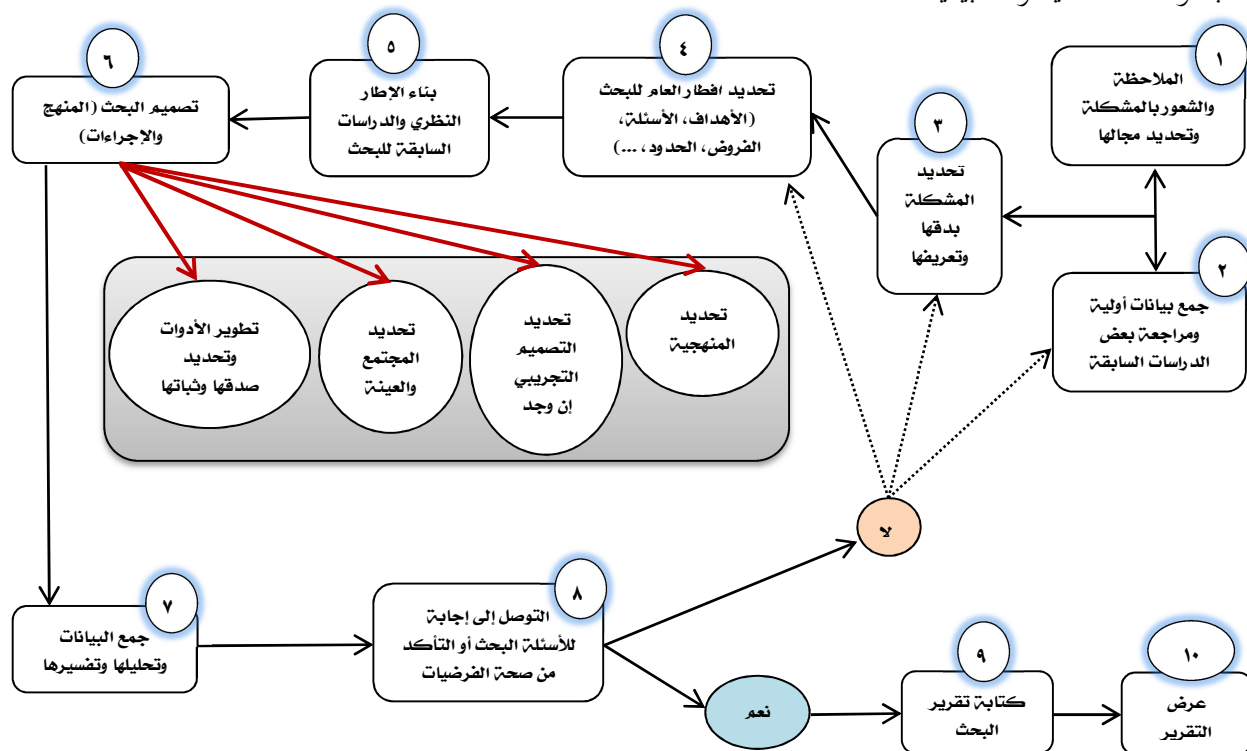 ١
الملاحظة
والشعور بالمشكلة
وتحديد مجالها
٢
جمع بيانات أولية
ومراجعة بعض
الدراسات السابقة
٣
تحديد
المشكلة
بدقها
وتعريفها
٤
تحديد افطار العام للبحث
(الأهداف، الأسئلة،
الفروض، الحدود، ...)
٥
بناء الإطار
النظري والدراسات
السابقة للبحث
٦
تصميم البحث (المنهج
والإجراءات)
تحديد
المنهجية
تحديد
التصميم
التجريبي
إن وجد
تحديد
المجتمع
والعينة
تطوير الأدوات
وتحديد
صدقها وثباتها
لا
٧
جمع البيانات
وتحليلها وتفسيرها
٨
التوصل إلى إجابة
للأسئلة البحث أو التأكد
من صحة الفرضيات
نعم
٩
كتابة تقرير
البحث
١٠
عرض
التقرير